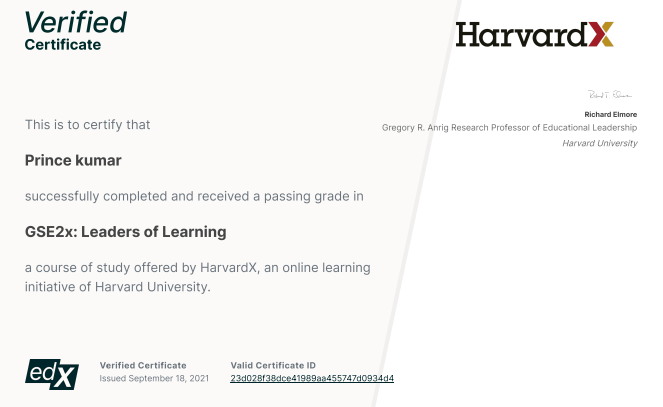 Verified
Certificate
HarvardX
Richard Elmore
Gregory R. Anrig Research Professor of Educational Leadership
Harvard University
This is to certify that
Prince kumar
successfully completed and received a passing grade in
GSE2x: Leaders of Learning
a course of study offered by HarvardX, an online learning
initiative of Harvard University.
edX
Verified Certificate
Issued September 18, 2021
Valid Certificate ID
23d028f38dce41989aa455747d0934d4